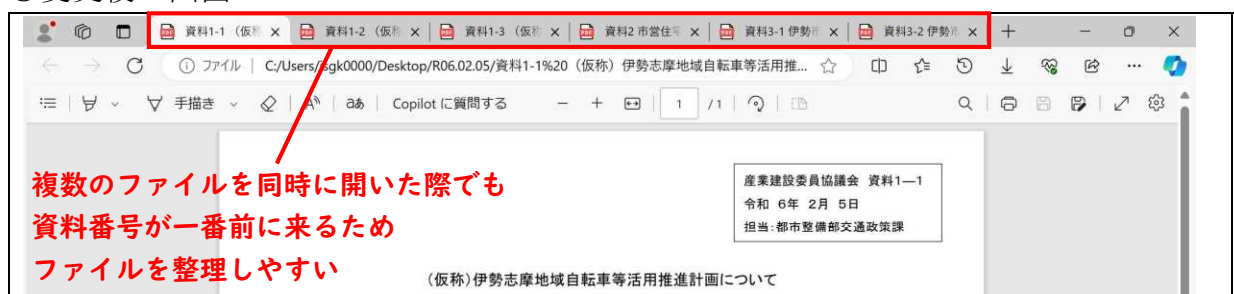 資料1-1 (仮称 資料1-2 (仮称 資料1-3 (仮称 資料2 市営住宅 資料3-1 伊勢市 資料3-2 伊勢市
ファイル C:/Users/isgk0000/Desktop/R06.02.05/資料1-1%20（仮称）伊勢志摩地域自転車等活用推...
手描き aあ Copilot に質問する 1 /1
産業建設委員協議会 資料1―1
複数のファイルを同時に開いた際でも
令和 6年 2月 5日
資料番号が一番前に来るため
担当:都市整備部交通政策課
ファイルを整理しやすい
(仮称)伊勢志摩地域自転車等活用推進計画について